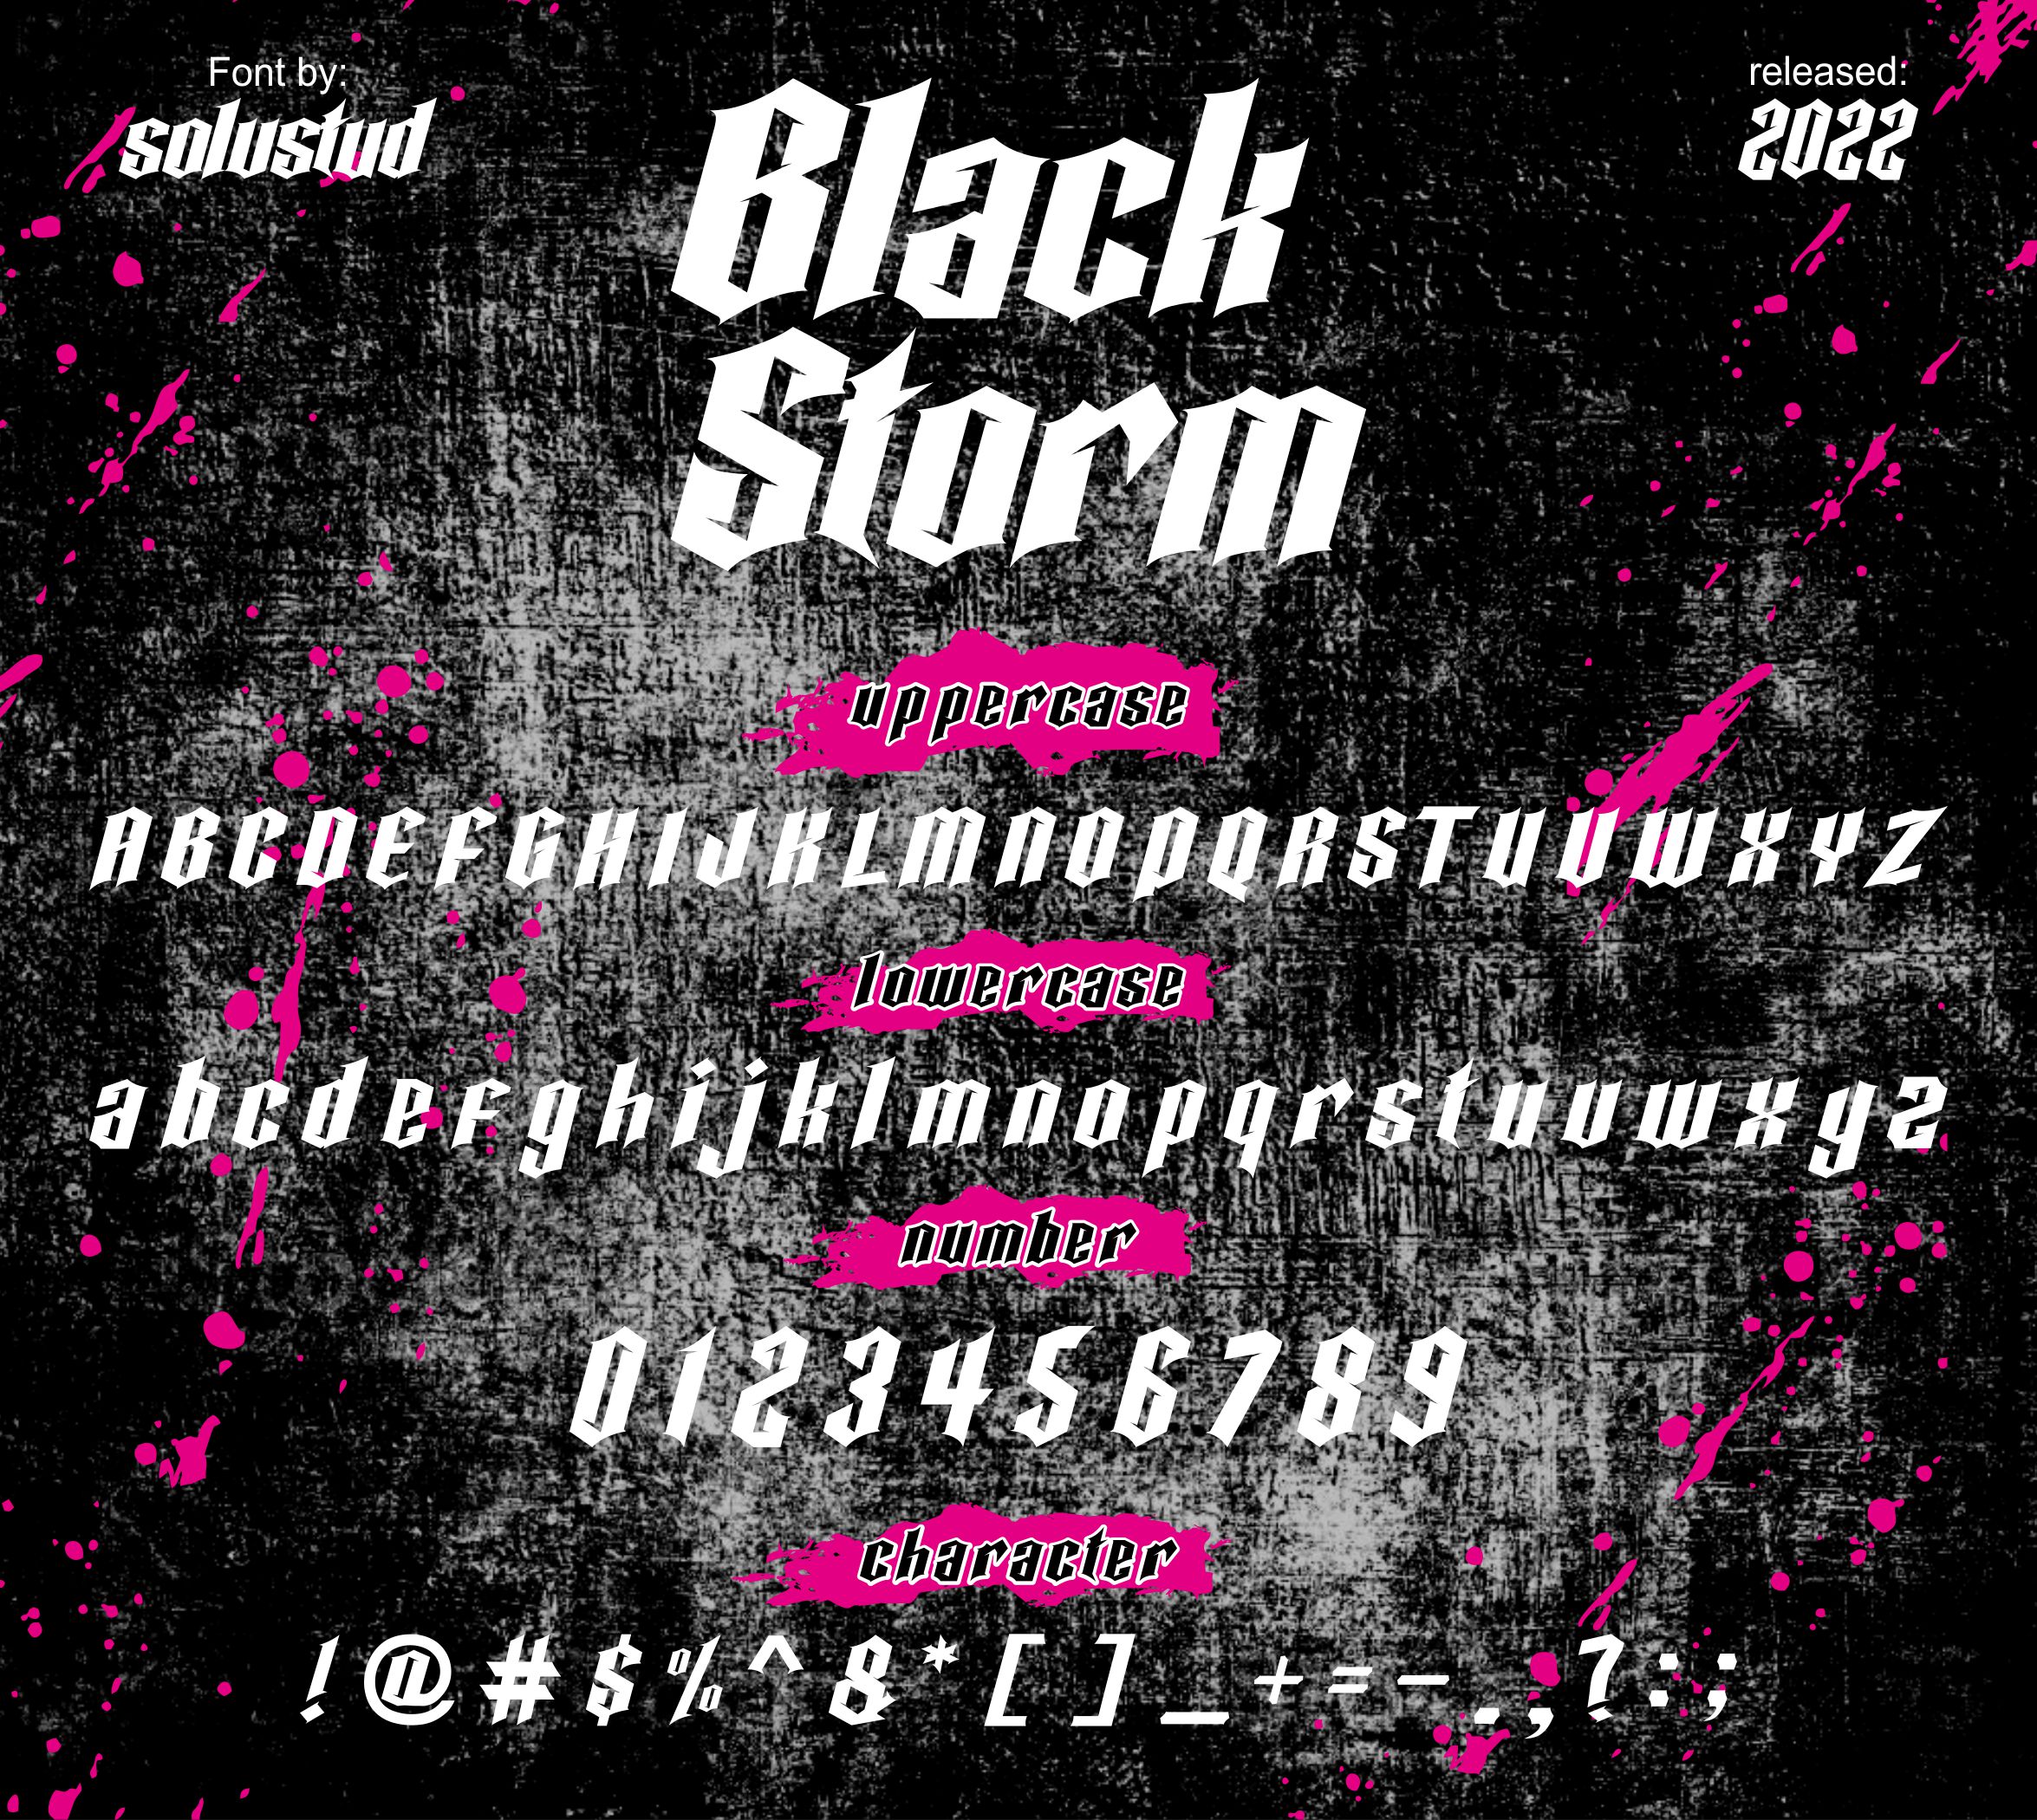 Font by:
solustud
released:
2022
Black
Storm
uppercase
ABCDEFGHIJKLMNOPQRSTUVWXYZ
lowercase
abcdefghijklmnopqrstuvwxyz
number
0123456789
character
!@#$%^&*[]_+=-.,?:;